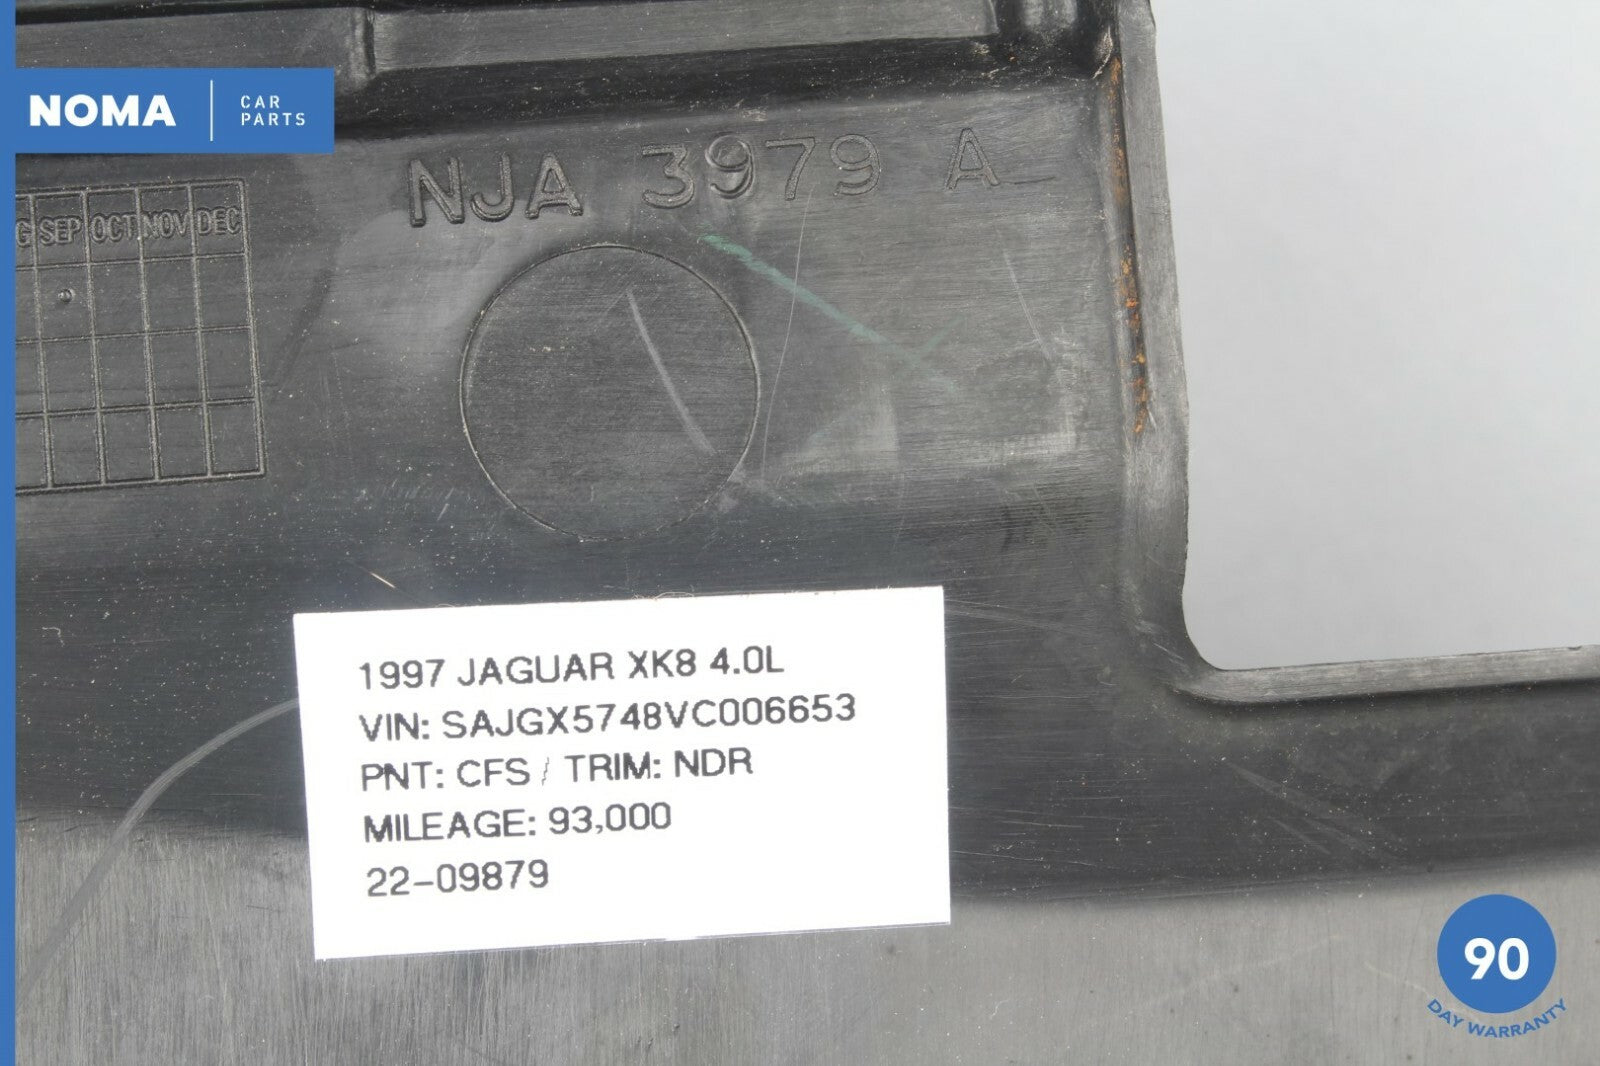 NOMA
CAR
PARTS
NJA 3979 A
SEP OCT NOV DEC
1997 JAGUAR XK8 4.0L
VIN: SAJGX5748VC006653
PNT: CFS / TRIM: NDR
MILEAGE: 93,000
22-09879
90
DAY WARRANTY